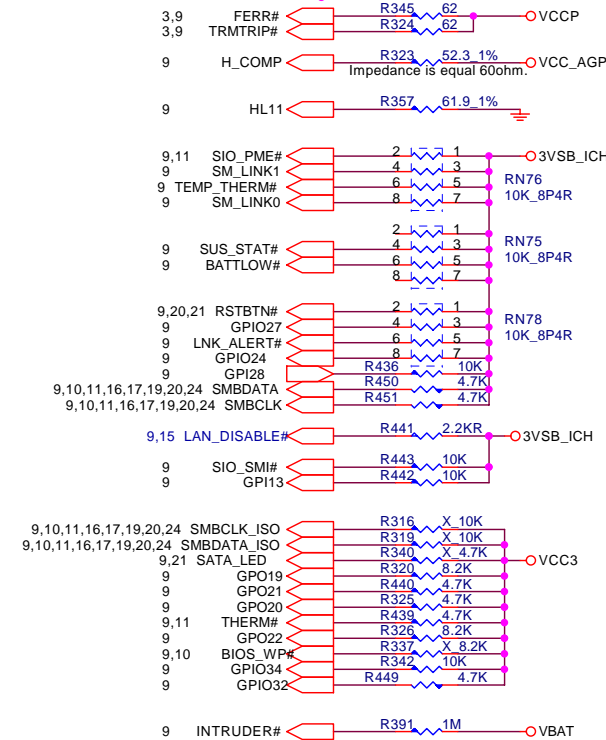 3,9 FERR# R345 62 VCCP
3,9 TRMTRIP# R324 62
9 H_COMP R323 52.3_1% VCC_AGP
Impedance is equal 60ohm.
9 HL11 R357 61.9_1%
9,11 SIO_PME# 2 1 3VSB_ICH
9 SM_LINK1 4 3 RN76
9 TEMP_THERM# 6 5 10K_8P4R
9 SM_LINK0 8 7
2 1 RN75
9 SUS_STAT# 4 3 10K_8P4R
9 BATTLOW# 6 5
8 7
9,20,21 RSTBTN# 2 1 RN78
9 GPIO27 4 3 10K_8P4R
9 LNK_ALERT# 6 5
9 GPIO24 8 7
9 GPI28 R436 10K
9,10,11,16,17,19,20,24 SMBDATA R450 4.7K
9,10,11,16,17,19,20,24 SMBCLK R451 4.7K
9,15 LAN_DISABLE# R441 2.2KR 3VSB_ICH
9 SIO_SMI# R443 10K
9 GPI13 R442 10K
9,10,11,16,17,19,20,24 SMBCLK_ISO R316 X_10K
9,10,11,16,17,19,20,24 SMBDATA_ISO R319 X_10K
9,21 SATA_LED R340 X_4.7K VCC3
9 GPO19 R320 8.2K
9 GPO21 R440 4.7K
9 GPO20 R325 4.7K
9,11 THERM# R439 4.7K
9 GPO22 R326 8.2K
9,10 BIOS_WP# R337 X_8.2K
9 GPIO34 R342 10K
9 GPIO32 R449 4.7K
9 INTRUDER# R391 1M VBAT